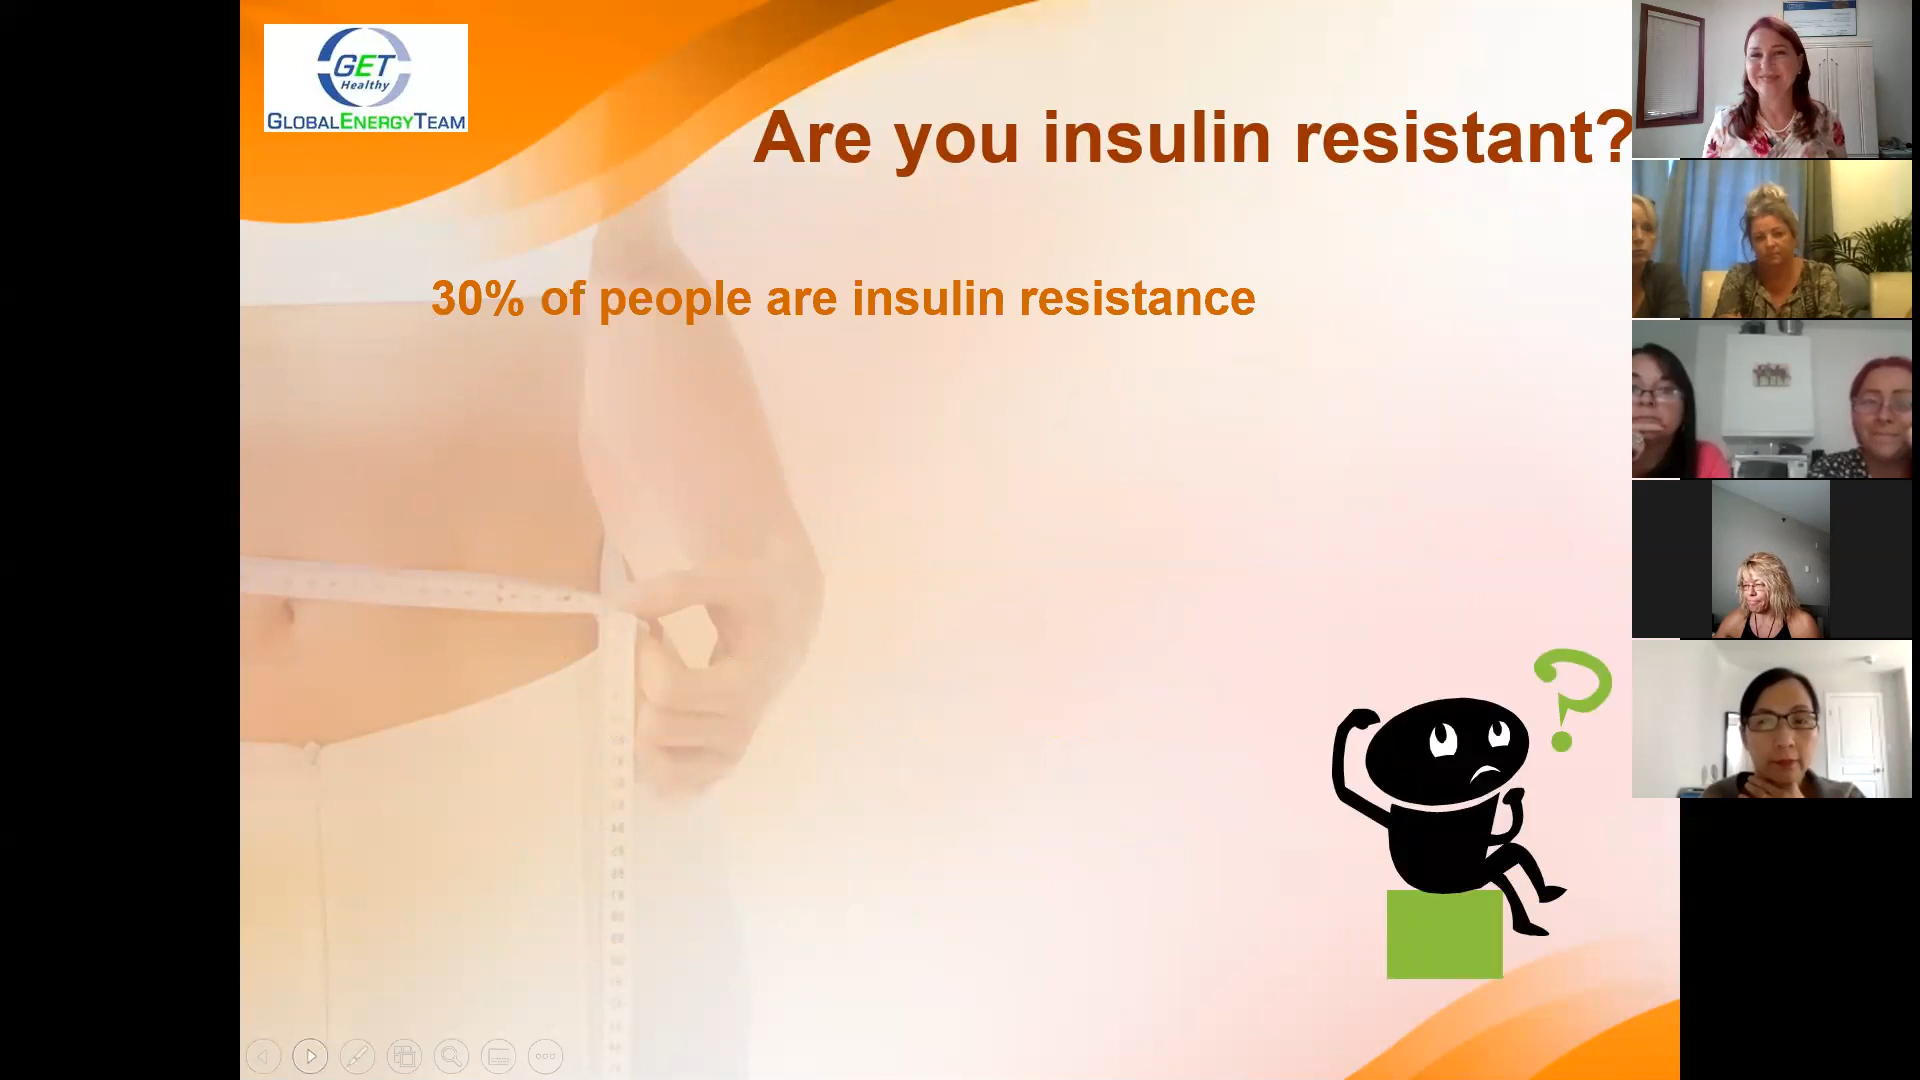 GET
Healthy
GLOBALENERGYTEAM
Are you insulin resistant?
30% of people are insulin resistance
?